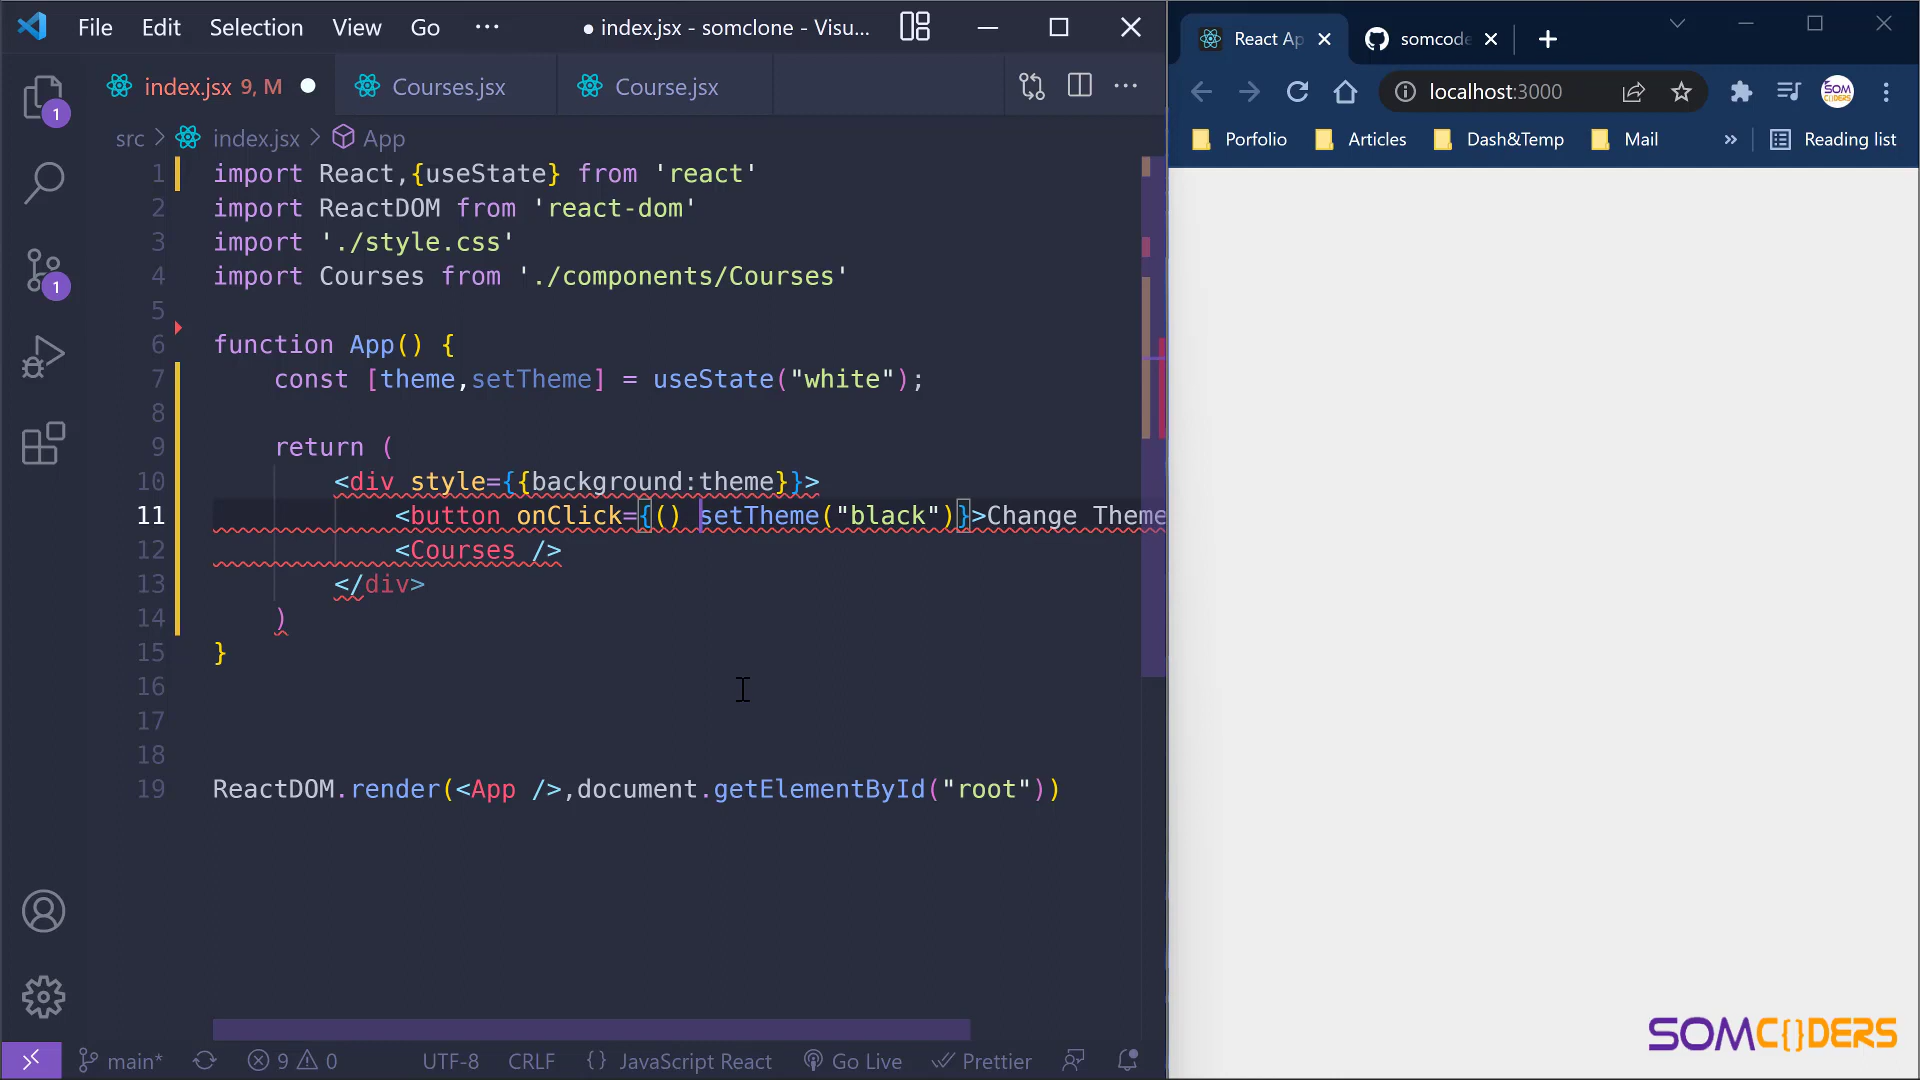 File Edit Selection View Go ··· ● index.jsx - somclone - Visu...
index.jsx 9, M Courses.jsx Course.jsx
src > index.jsx > App
1 import React,{useState} from 'react'
2 import ReactDOM from 'react-dom'
3 import './style.css'
4 import Courses from './components/Courses'
5
6 function App() {
7 const [theme,setTheme] = useState("white");
8
9 return (
10 <div style={{background:theme}}>
11 <button onClick={() setTheme("black")}>Change Theme
12 <Courses />
13 </div>
14 )
15 }
16
17
18
19 ReactDOM.render(<App />,document.getElementById("root"))
1
1
main* 9 0 UTF-8 CRLF {} JavaScript React Go Live Prettier
React Ap somcode
localhost:3000
SOM
CODERS
Porfolio Articles Dash&Temp Mail » Reading list
SOMC{}DERS